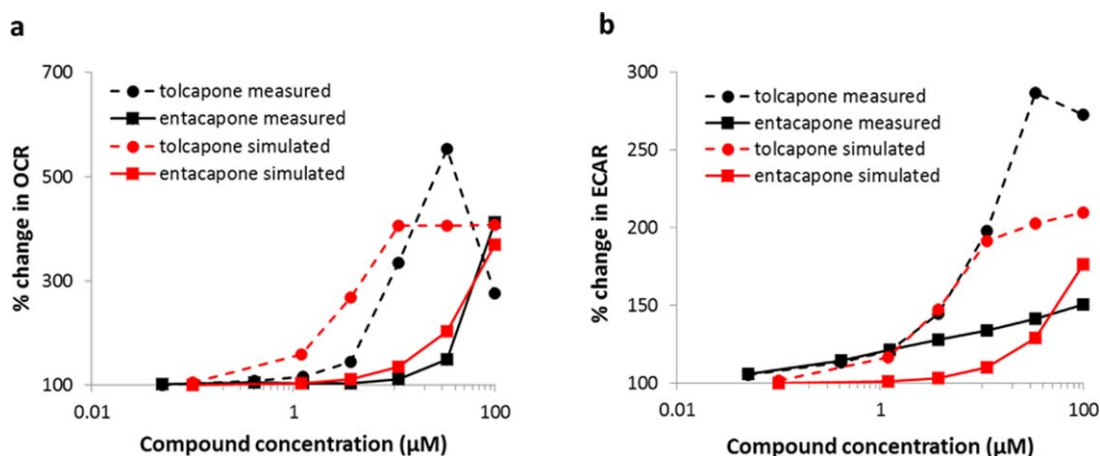 a
700
500
300
100
% change in OCR
tolcapone measured
entacapone measured
tolcapone simulated
entacapone simulated
0.01
1
100
Compound concentration (µM)
b
300
250
200
150
100
% change in ECAR
tolcapone measured
entacapone measured
tolcapone simulated
entacapone simulated
0.01
1
100
Compound concentration (µM)